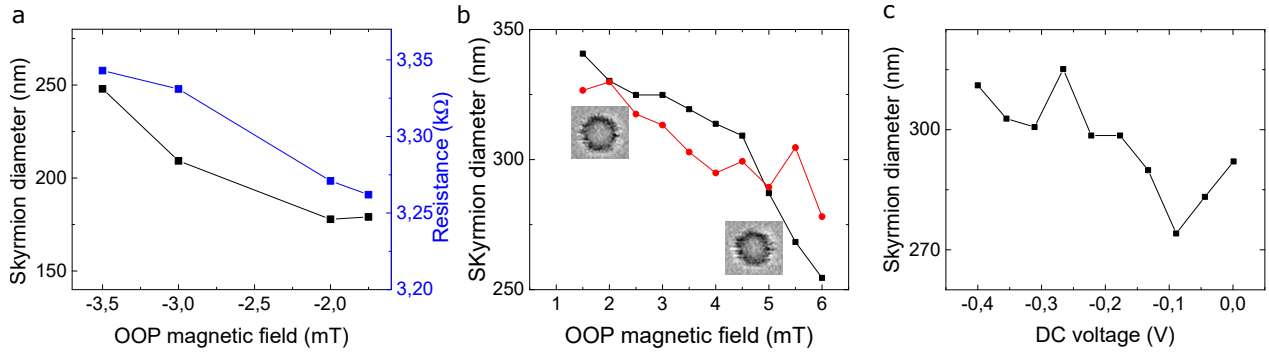 a
Skyrmion diameter (nm)
250
200
150
-3,5
-3,0
-2,5
-2,0
OOP magnetic field (mT)
3,35
3,30
3,25
3,20
Resistance (kΩ)
b
SKyrmion diameter (nm)
350
300
250
1
2
3
4
5
6
OOP magnetic field (mT)
c
Skyrmion diameter (nm)
300
270
-0,4
-0,3
-0,2
-0,1
0,0
DC voltage (V)